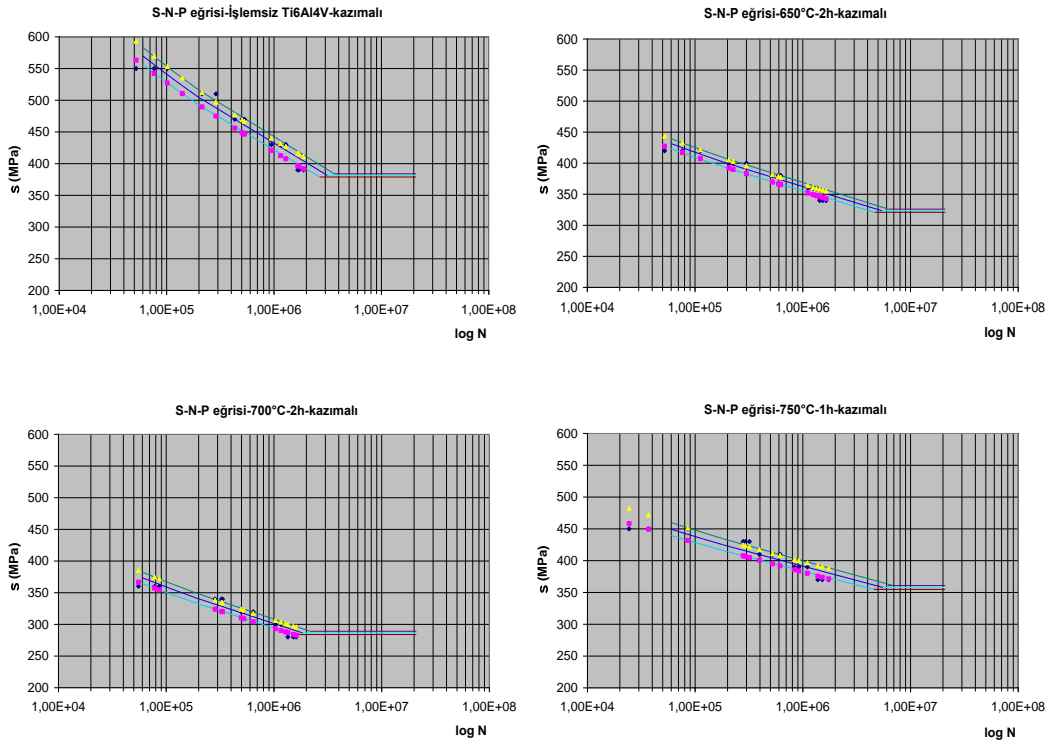 S-N-P eğrisi-İşlemsiz Ti6Al4V-kazımalı
600
550
500
450
400
350
300
250
200
s (MPa)
1,00E+04 1,00E+05 1,00E+06 1,00E+07 1,00E+08
log N
S-N-P eğrisi-650°C-2h-kazımalı
600
550
500
450
400
350
300
250
200
s (MPa)
1,00E+04 1,00E+05 1,00E+06 1,00E+07 1,00E+08
log N
S-N-P eğrisi-700°C-2h-kazımalı
600
550
500
450
400
350
300
250
200
s (MPa)
1,00E+04 1,00E+05 1,00E+06 1,00E+07 1,00E+08
log N
S-N-P eğrisi-750°C-1h-kazımalı
600
550
500
450
400
350
300
250
200
s (MPa)
1,00E+04 1,00E+05 1,00E+06 1,00E+07 1,00E+08
log N